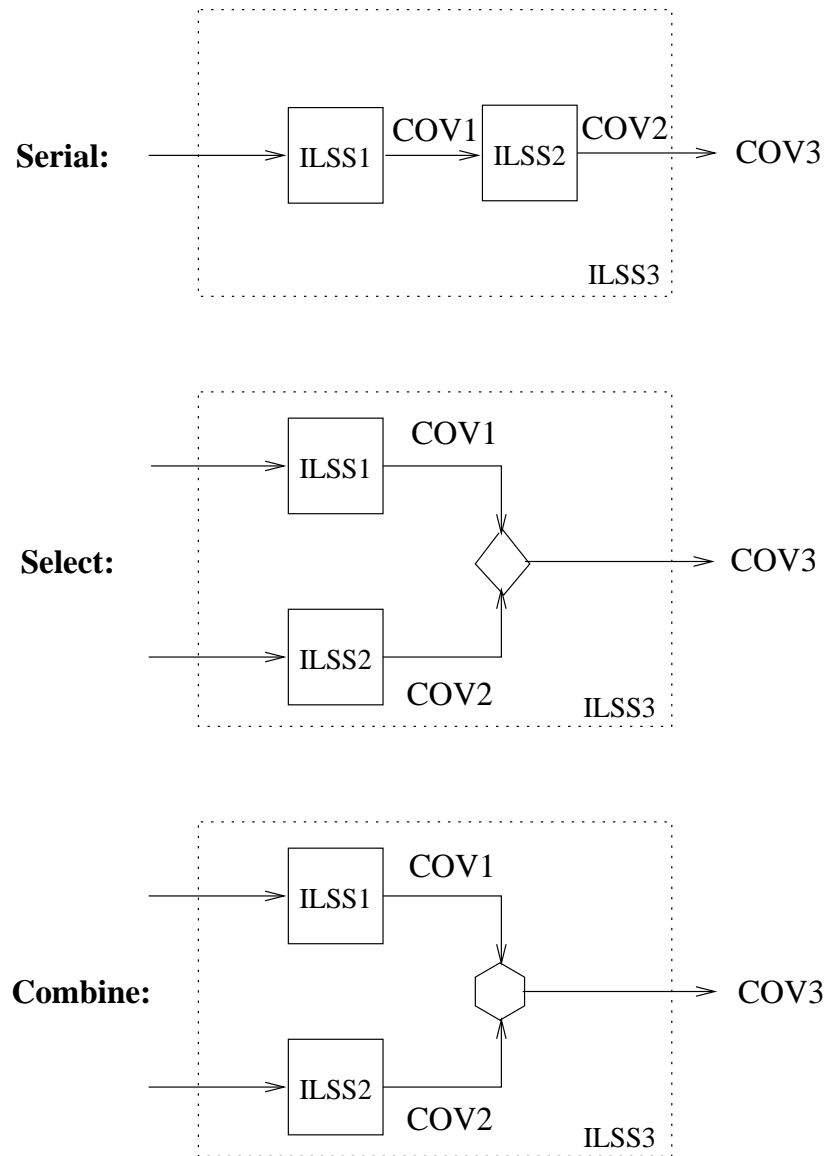 COV1
COV2
Serial:
ILSS1
ILSS2
COV3
ILSS3
COV1
ILSS1
Select:
COV3
ILSS2
COV2
ILSS3
COV1
ILSS1
Combine:
COV3
ILSS2
COV2
ILSS3